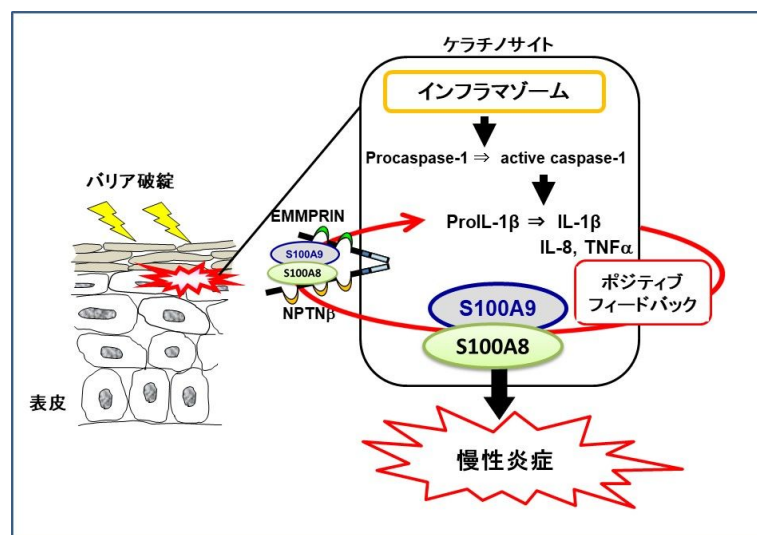 ケラチノサイト
インフラマゾーム
Procaspase-1 ⇒ active caspase-1
バリア破綻
EMMPRIN
ProIL-1β ⇒ IL-1β
IL-8, TNFα
S100A9
S100A8
NPTNβ
ポジティブ
フィードバック
S100A9
S100A8
表皮
慢性炎症